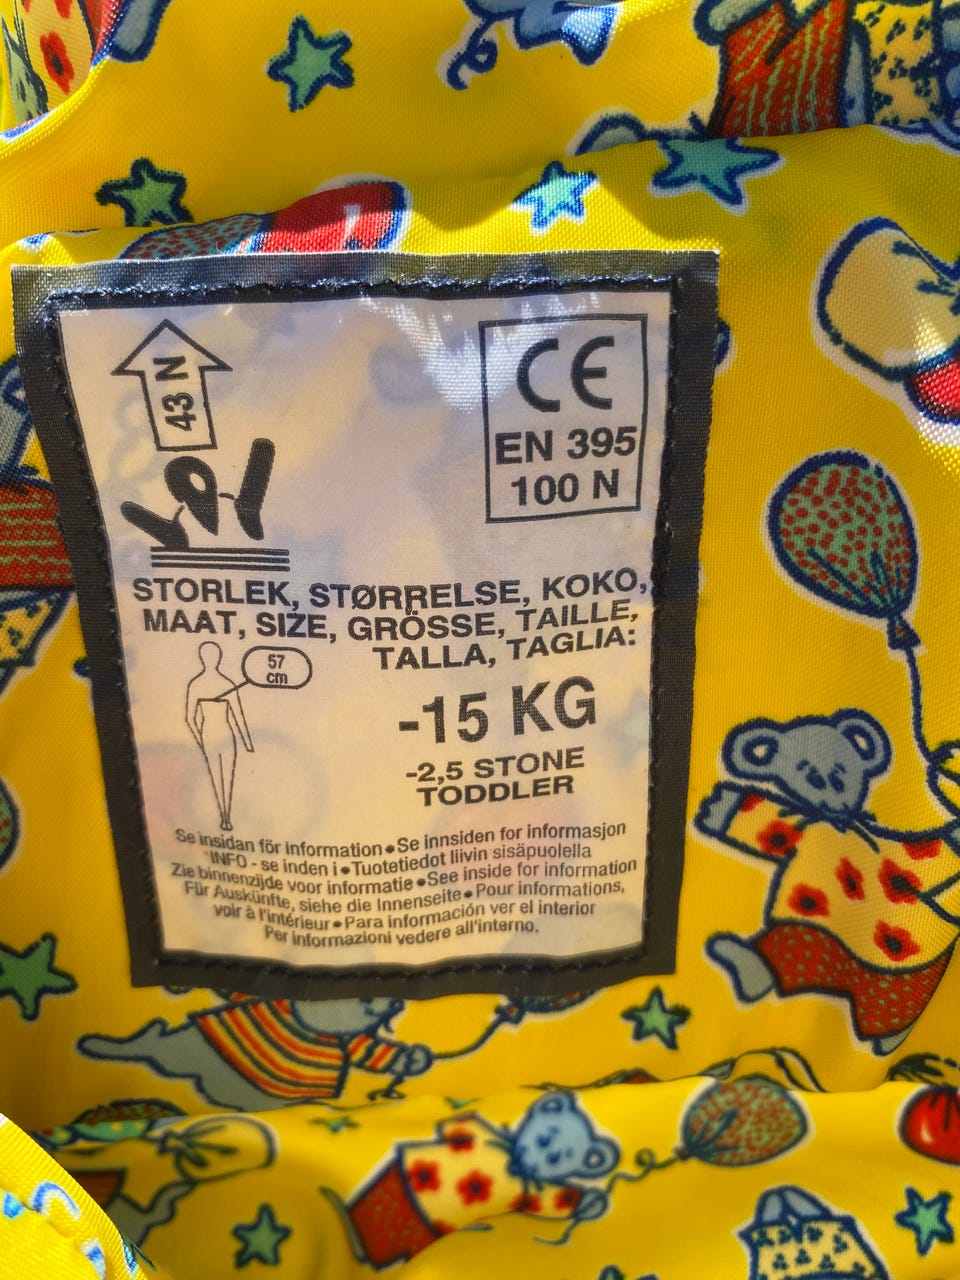 43 N
CE
EN 395
100 N
STORLEK, STØRRELSE, KOKO,
MAAT, SIZE, GRÖSSE, TAILLE,
TALLA, TAGLIA:
57
cm
-15 KG
-2,5 STONE
TODDLER
Se insidan för information • Se innsiden for informasjon
INFO - se inden i • Tuotetiedot liivin sisäpuolella
Zie binnenzijde voor informatie • See inside for information
Für Auskünfte, siehe die Innenseite • Pour informations,
voir à l'intérieur • Para información ver el interior
Per informazioni vedere all'interno.